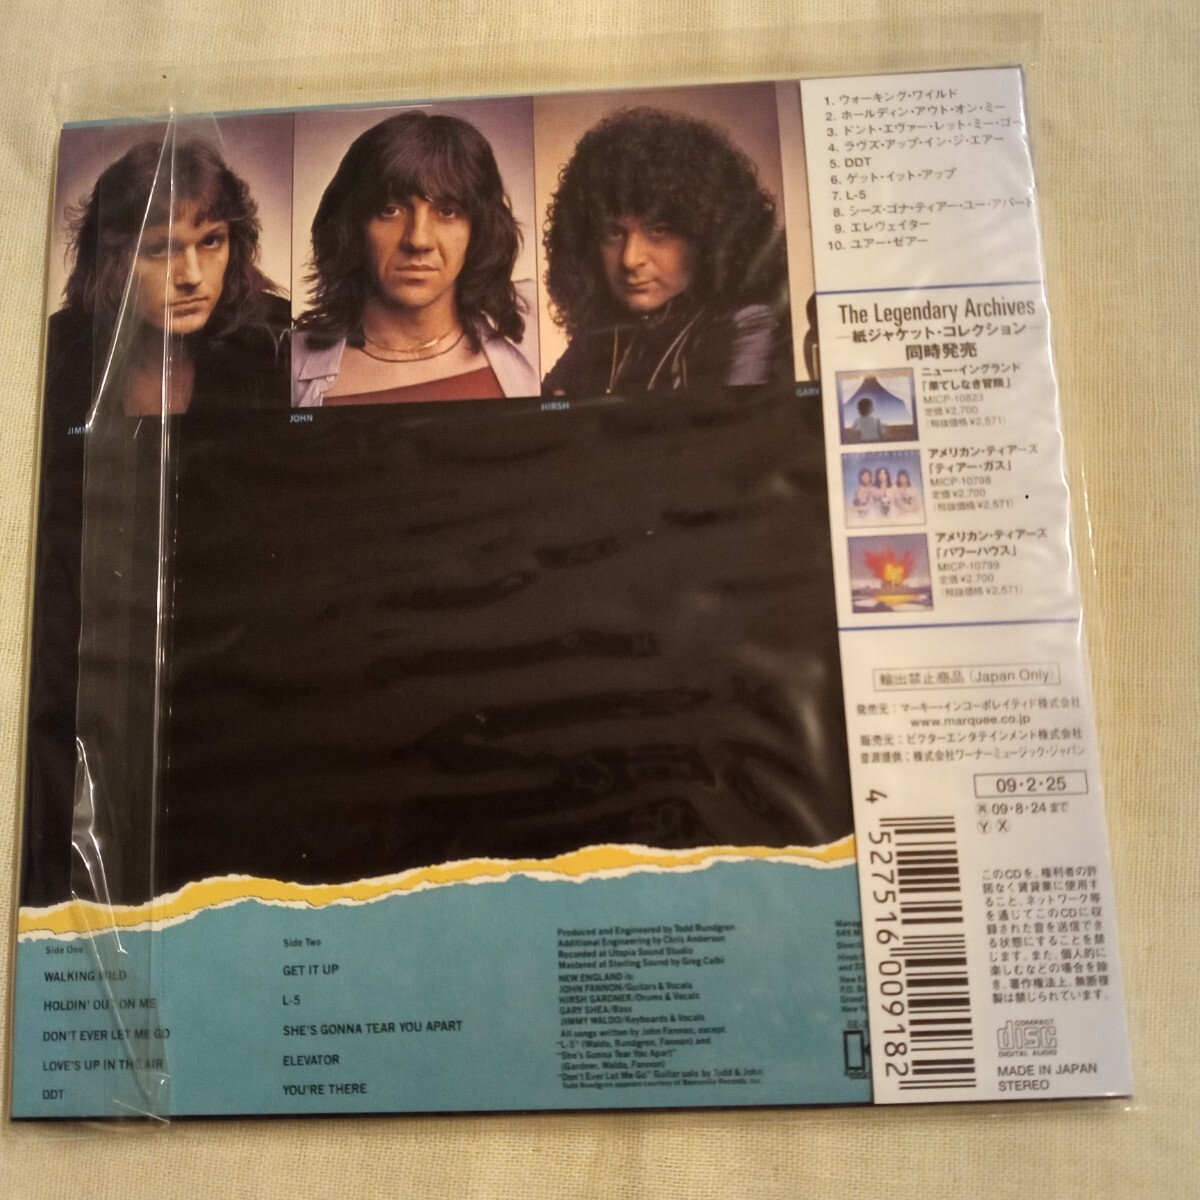 JIMMY
JOHN
HIRSH
GARY
Side One
WALKING WILD
HOLDIN' OUT ON ME
DON'T EVER LET ME GO
LOVE'S UP IN THE AIR
DDT
Side Two
GET IT UP
L-5
SHE'S GONNA TEAR YOU APART
ELEVATOR
YOU'RE THERE
Produced and Engineered by Todd Rundgren
Additional Engineering by Chris Anderson
Recorded at Utopia Sound Studio
Mastered at Sterling Sound by Greg Calbi
NEW ENGLAND is:
JOHN FANNON/Guitars & Vocals
HIRSH GARDNER/Drums & Vocals
GARY SHEA/Bass
JIMMY WALDO/Keyboards & Vocals
All songs written by John Fannon, except
"L-5" (Waldo, Rundgren, Fannon) and
"She's Gonna Tear You Apart"
(Gardner, Waldo, Fannon)
"Don't Ever Let Me Go" Guitar solo by Todd & John
Todd Rundgren appears courtesy of Bearsville Records, Inc.
1. ウォーキング・ワイルド
2. ホールディン・アウト・オン・ミー
3. ドント・エヴァー・レット・ミー・ゴー
4. ラヴズ・アップ・イン・ジ・エアー
5. DDT
6. ゲット・イット・アップ
7. L-5
8. シーズ・ゴナ・ティアー・ユー・アパート
9. エレヴェイター
10. ユアー・ゼアー
The Legendary Archives
―紙ジャケット・コレクション―
同時発売
ニュー・イングランド
「果てしなき冒険」
MICP-10823
定価¥2,700
(税抜価格¥2,571)
アメリカン・ティアーズ
「ティアー・ガス」
MICP-10798
定価¥2,700
(税抜価格¥2,571)
アメリカン・ティアーズ
「パワーハウス」
MICP-10799
定価¥2,700
(税抜価格¥2,571)
輸出禁止商品 (Japan Only)
発売元：マーキー・インコーポレイティド株式会社
www.marquee.co.jp
販売元：ビクターエンタテインメント株式会社
音源提供：株式会社ワーナーミュージック・ジャパン
09・2・25
再 09・8・24 まで
Y X
4 527516 009182
このCDを、権利者の許
諾なく賃貸業に使用す
ること、ネットワーク等
を通じてこのCDに収
録された音を送信でき
る状態にすることを禁
じます。また、個人的に
楽しむなどの場合を除
き、著作権法上、無断複
製は禁じられています。
COMPACT
disc
DIGITAL AUDIO
MADE IN JAPAN
STEREO